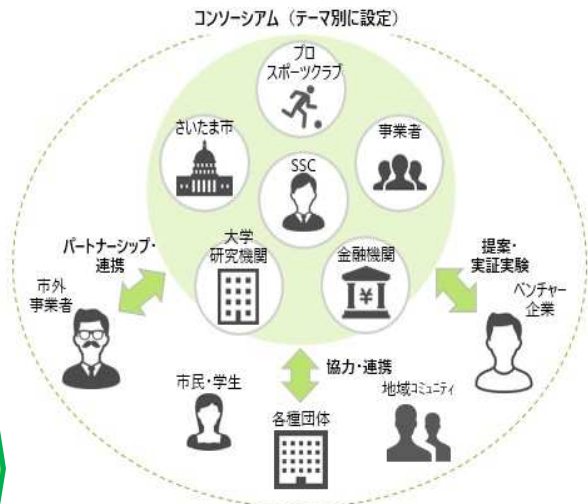 コンソーシアム（テーマ別に設定）
プロ
スポーツクラブ
さいたま市
事業者
SSC
大学
研究機関
金融機関
¥
パートナーシップ・
連携
提案・
実証実験
市外
事業者
ベンチャー
企業
協力・連携
市民・学生
各種団体
地域コミュニティ